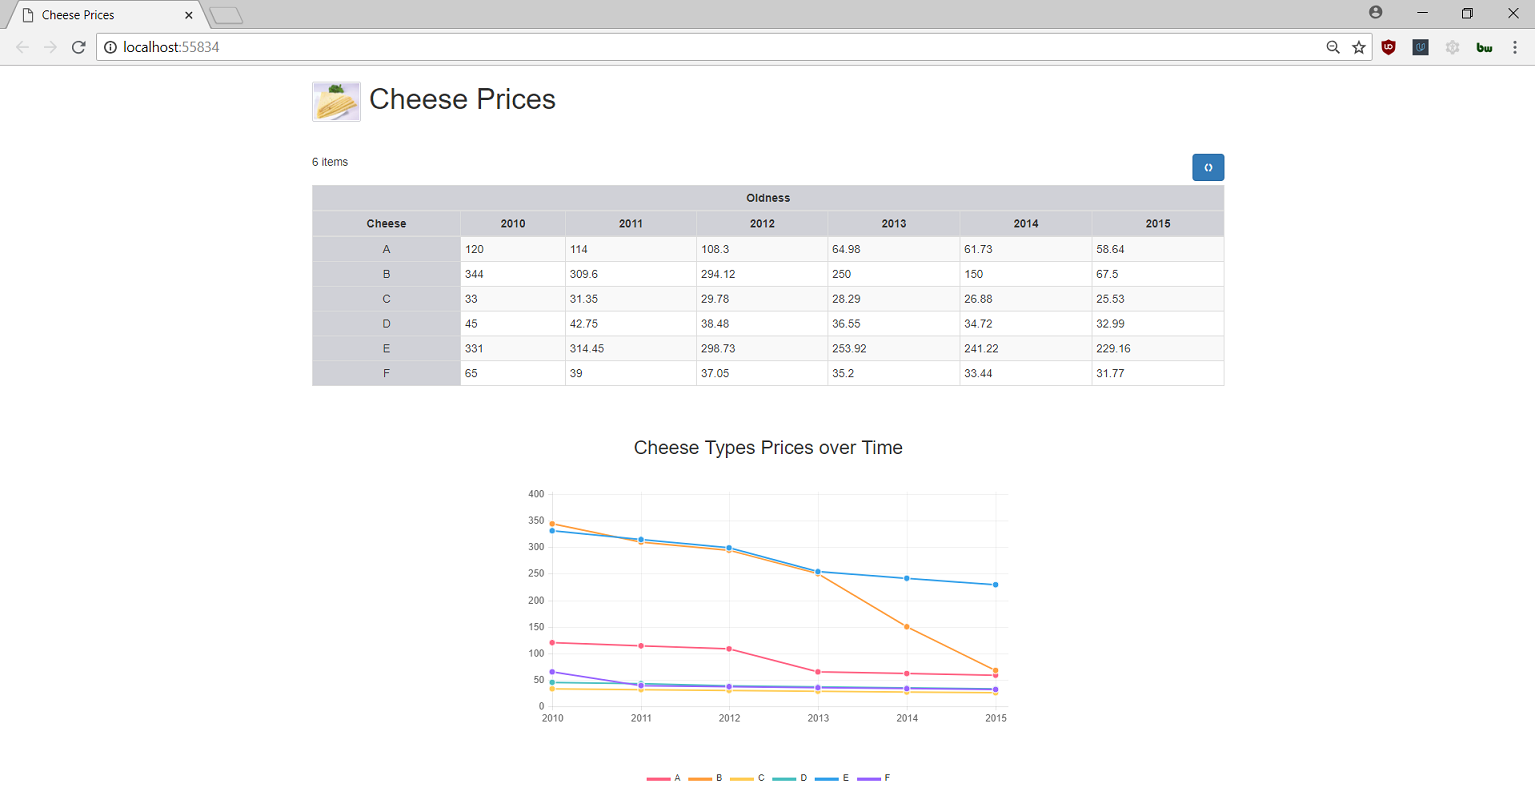 Cheese Prices
localhost:55834
bw
Cheese Prices
6 items
Oldness
Cheese 2010 2011 2012 2013 2014 2015
A 120 114 108.3 64.98 61.73 58.64
B 344 309.6 294.12 250 150 67.5
C 33 31.35 29.78 28.29 26.88 25.53
D 45 42.75 38.48 36.55 34.72 32.99
E 331 314.45 298.73 253.92 241.22 229.16
F 65 39 37.05 35.2 33.44 31.77
Cheese Types Prices over Time
400
350
300
250
200
150
100
50
0
2010 2011 2012 2013 2014 2015
A B C D E F